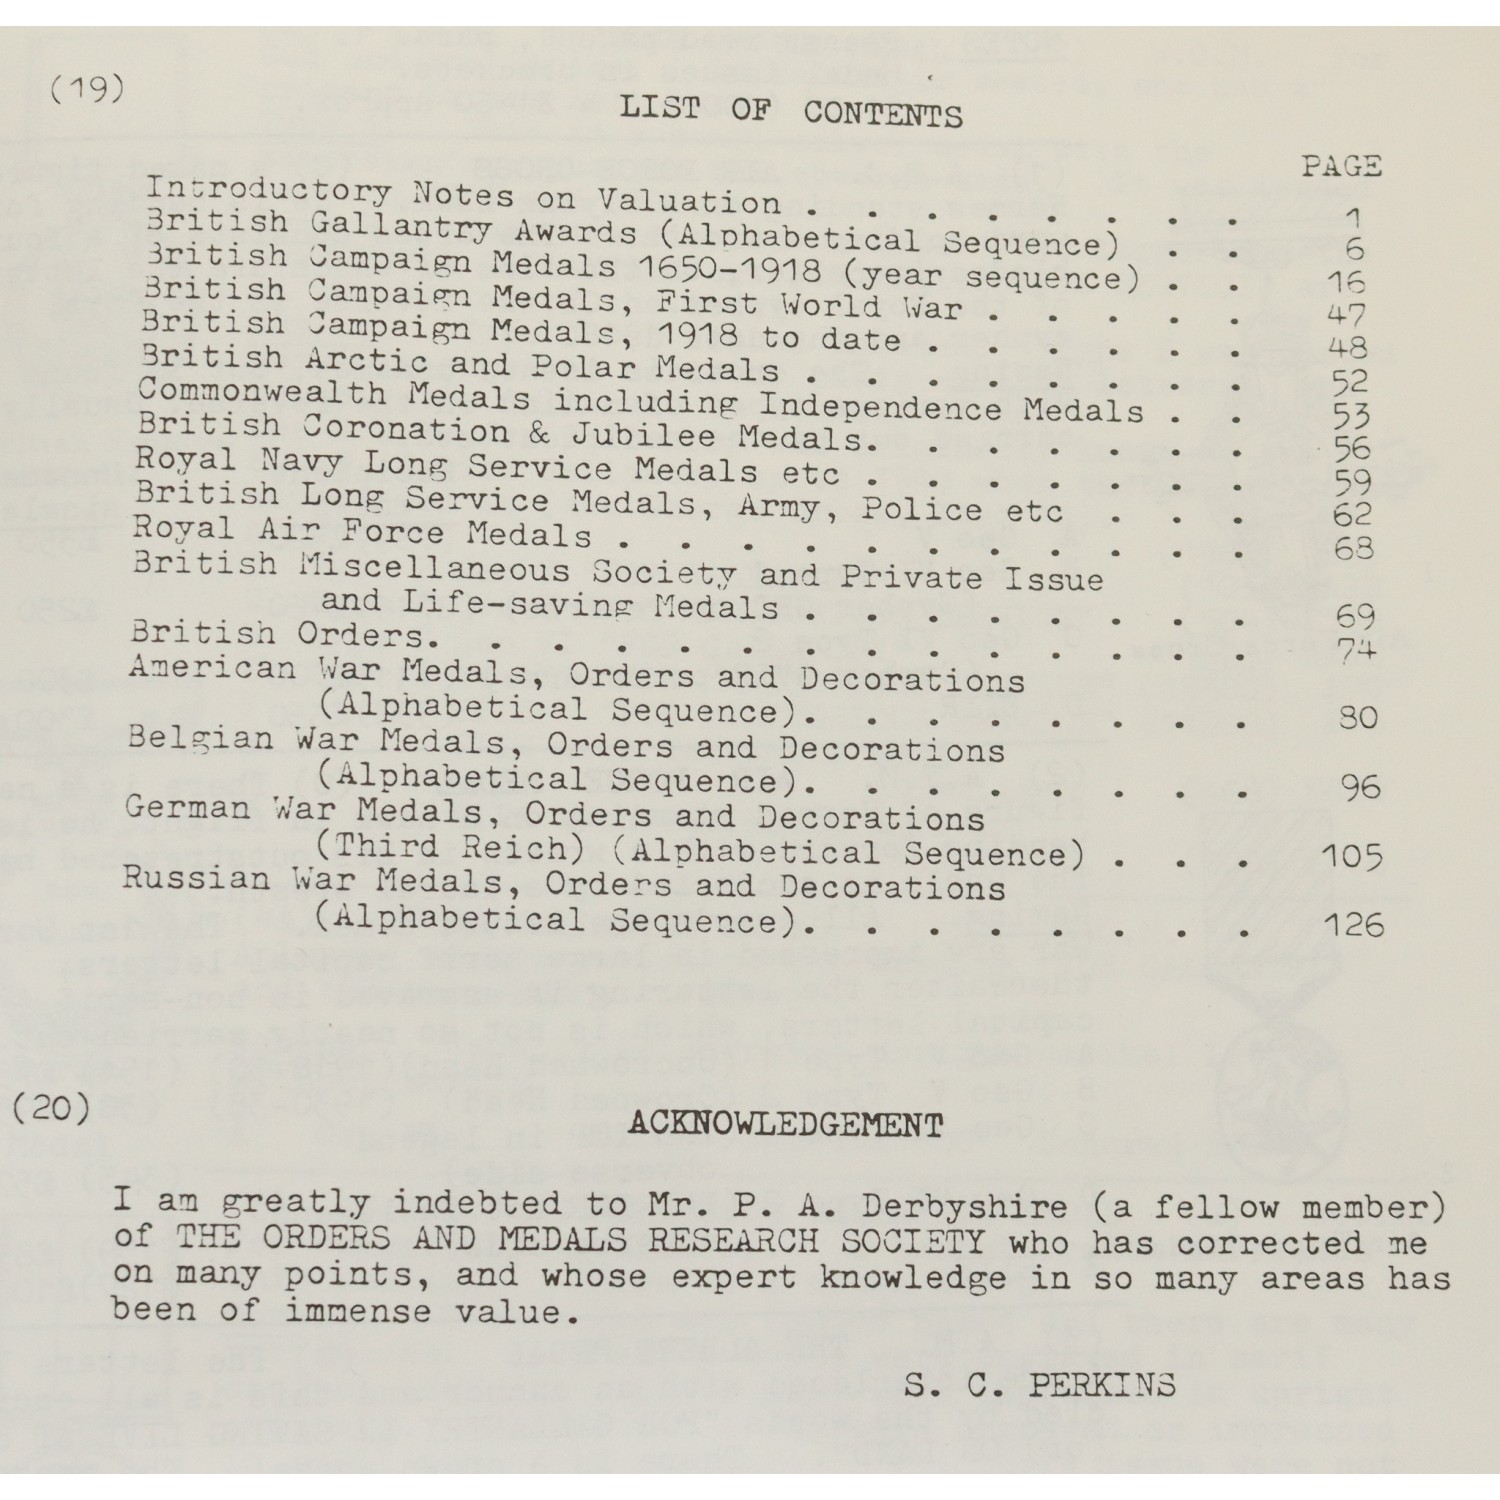 (19)
LIST OF CONTENTS
PAGE
Introductory Notes on Valuation . . . . . . . . 1
British Gallantry Awards (Alphabetical Sequence) . . 6
British Campaign Medals 1650-1918 (year sequence) . . 16
British Campaign Medals, First World War . . . . . 47
British Campaign Medals, 1918 to date . . . . . . 48
British Arctic and Polar Medals . . . . . . . . 52
Commonwealth Medals including Independence Medals . . 53
British Coronation & Jubilee Medals. . . . . . . 56
Royal Navy Long Service Medals etc . . . . . . . 59
British Long Service Medals, Army, Police etc . . . 62
Royal Air Force Medals . . . . . . . . . . . 68
British Miscellaneous Society and Private Issue
and Life-saving Medals . . . . . . . . 69
British Orders. . . . . . . . . . . . . . 74
American War Medals, Orders and Decorations
(Alphabetical Sequence). . . . . . . . 80
Belgian War Medals, Orders and Decorations
(Alphabetical Sequence). . . . . . . . 96
German War Medals, Orders and Decorations
(Third Reich) (Alphabetical Sequence) . . . 105
Russian War Medals, Orders and Decorations
(Alphabetical Sequence). . . . . . . . 126
(20)
ACKNOWLEDGEMENT
I am greatly indebted to Mr. P. A. Derbyshire (a fellow member)
of THE ORDERS AND MEDALS RESEARCH SOCIETY who has corrected me
on many points, and whose expert knowledge in so many areas has
been of immense value.
S. C. PERKINS